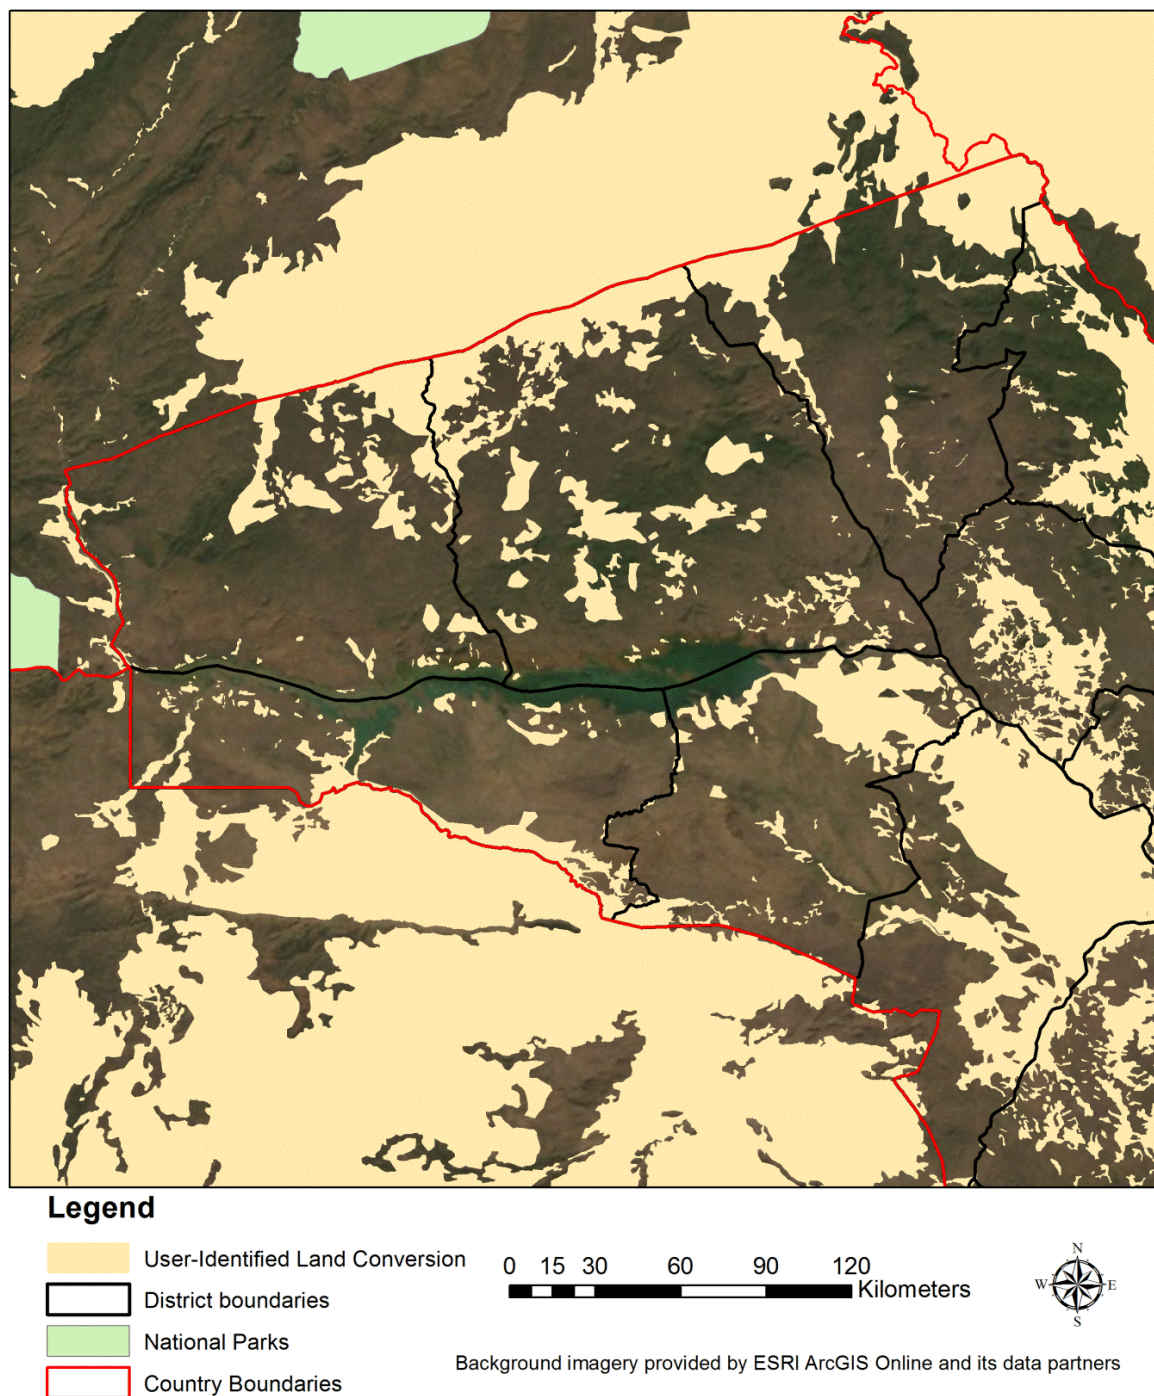 Legend
User-Identified Land Conversion
District boundaries
National Parks
Country Boundaries
0 15 30 60 90 120
Kilometers
N
W E
S
Background imagery provided by ESRI ArcGIS Online and its data partners